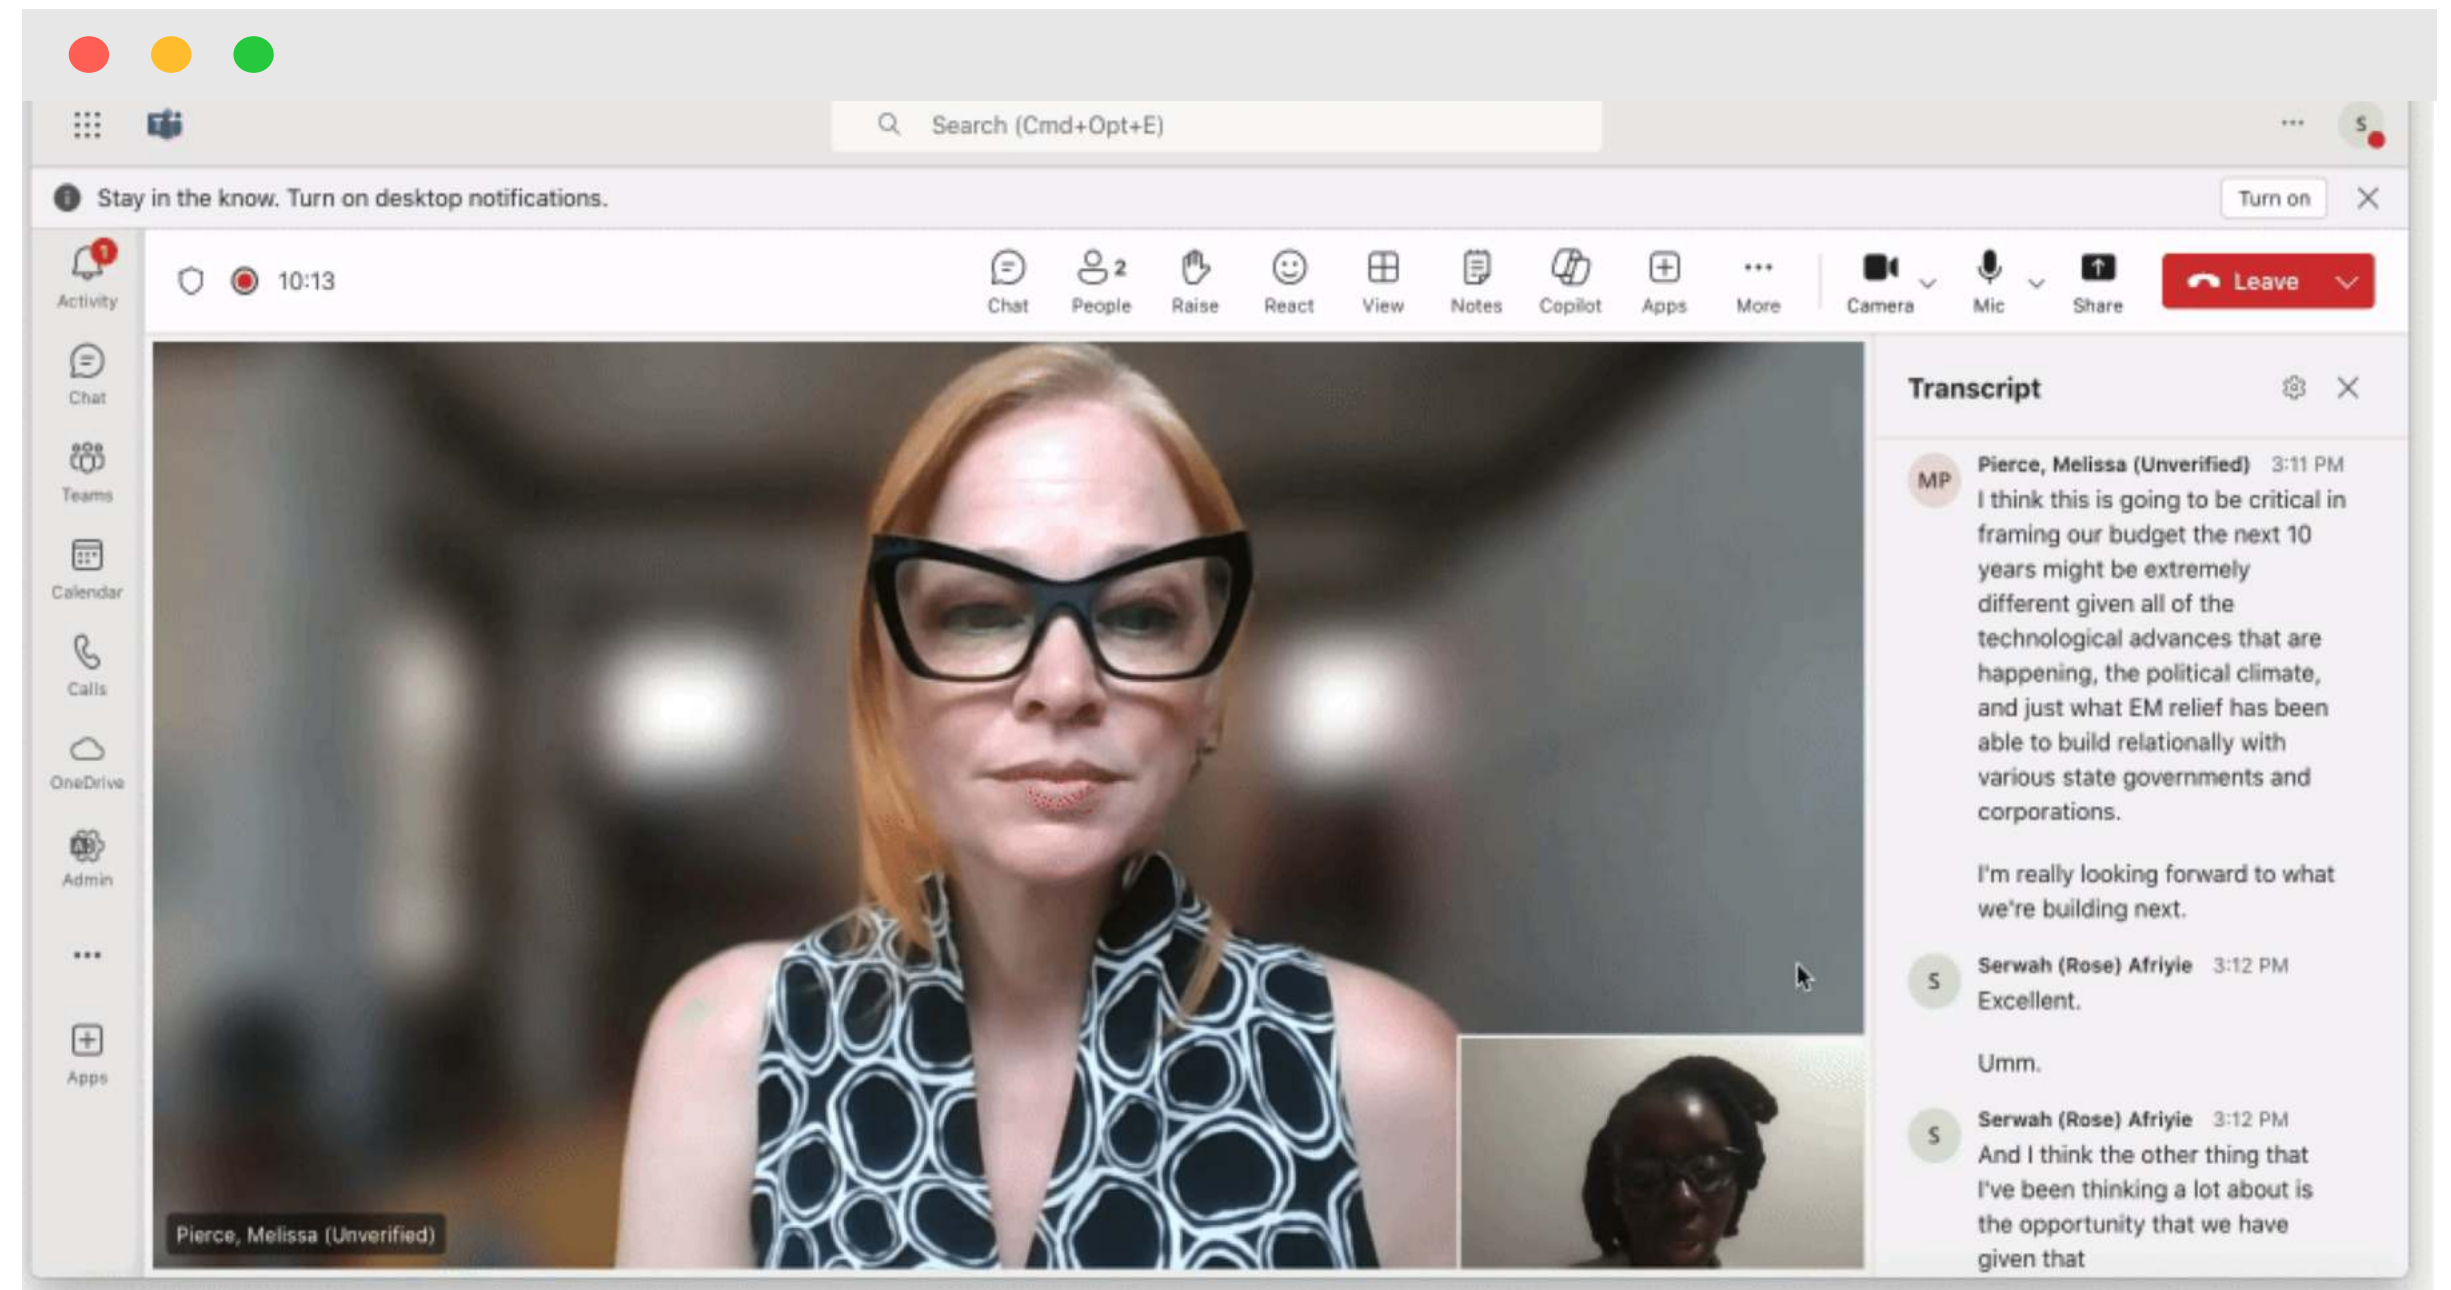 Search (Cmd+Opt+E)
...
S
Stay in the know. Turn on desktop notifications.
Turn on
1
Activity
10:13
Chat
2
People
Raise
React
View
Notes
Copilot
Apps
More
Camera
Mic
Share
Leave
Chat
Teams
Calendar
Calls
OneDrive
Admin
Apps
Pierce, Melissa (Unverified)
Transcript
MP
Pierce, Melissa (Unverified) 3:11 PM
I think this is going to be critical in
framing our budget the next 10
years might be extremely
different given all of the
technological advances that are
happening, the political climate,
and just what EM relief has been
able to build relationally with
various state governments and
corporations.
I'm really looking forward to what
we're building next.
S
Serwah (Rose) Afriyie 3:12 PM
Excellent.
Umm.
S
Serwah (Rose) Afriyie 3:12 PM
And I think the other thing that
I've been thinking a lot about is
the opportunity that we have
given that